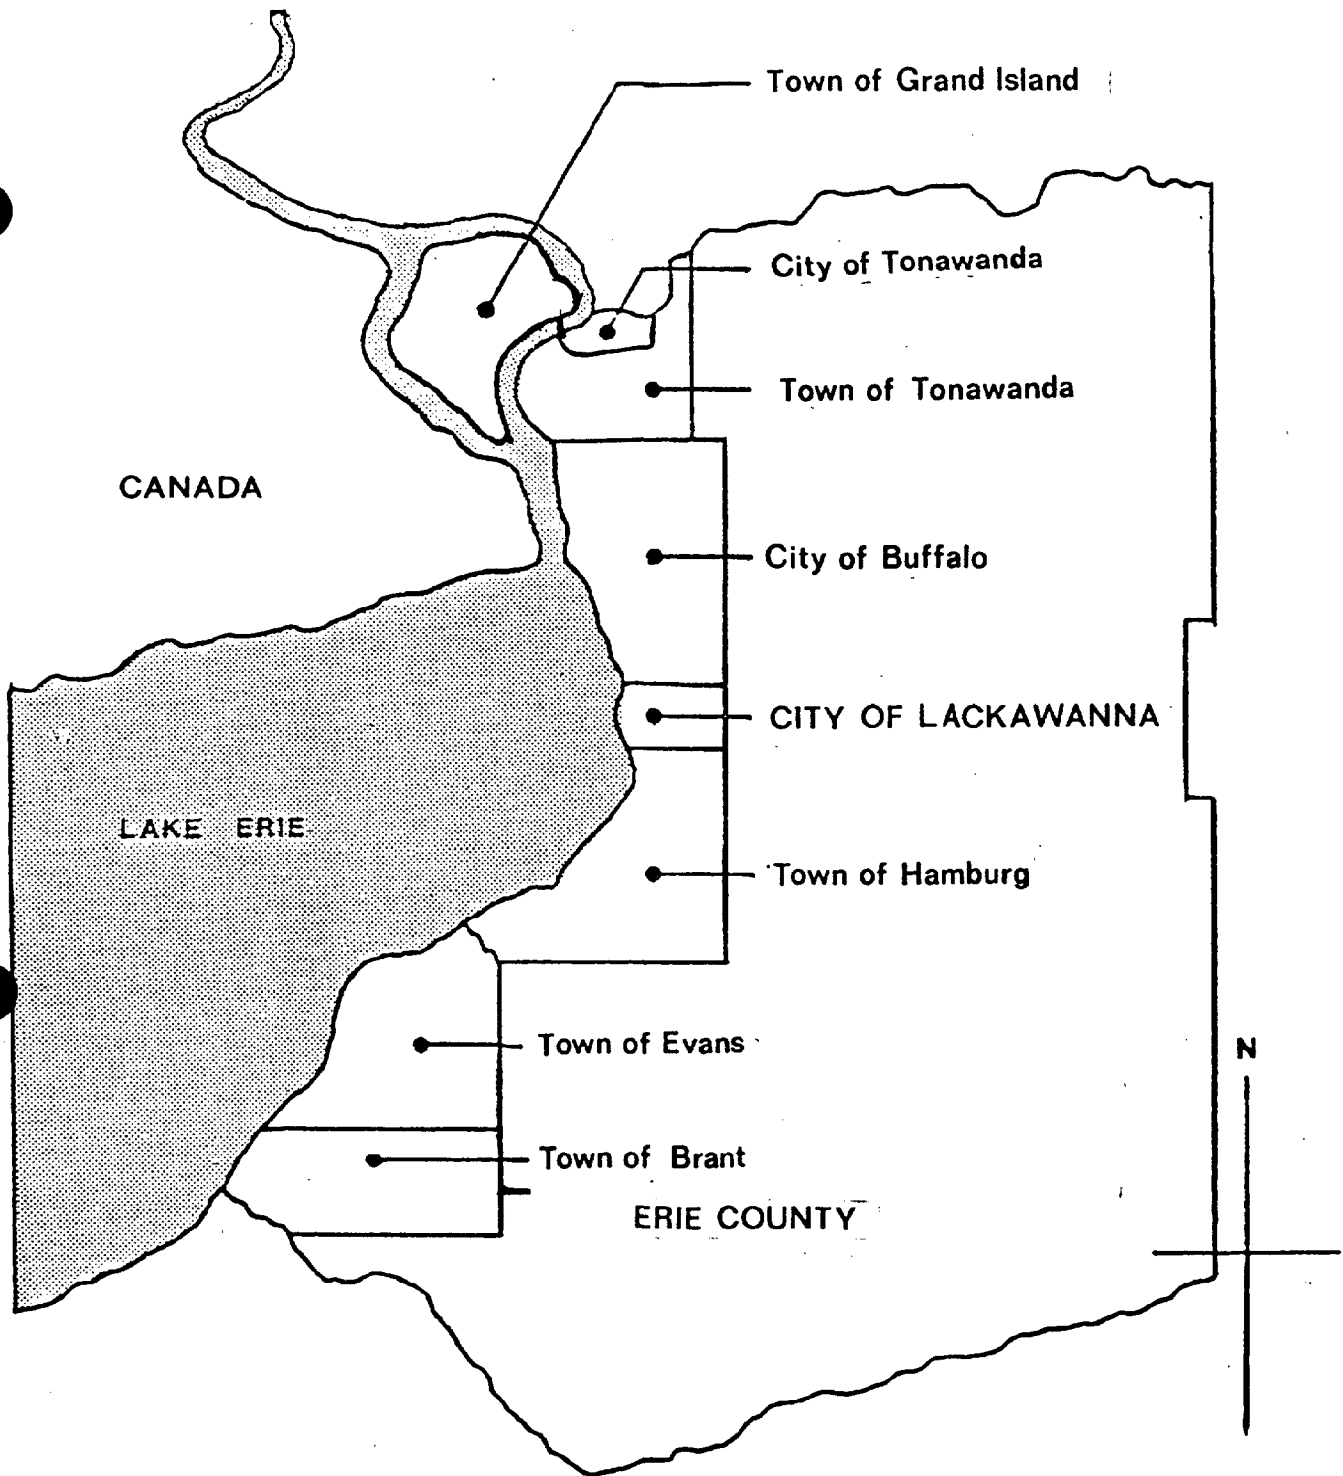 Town of Grand Island
City of Tonawanda
Town of Tonawanda
CANADA
City of Buffalo
CITY OF LACKAWANNA
LAKE ERIE
Town of Hamburg
Town of Evans
N
Town of Brant
ERIE COUNTY